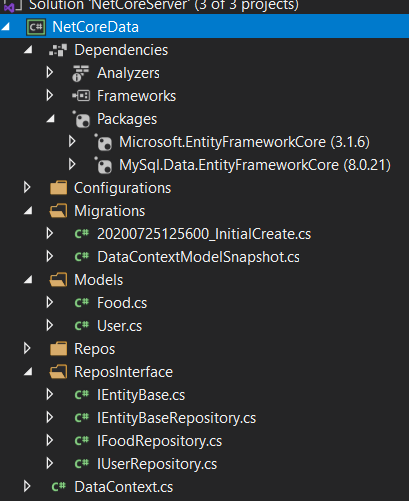 Solution 'NetCoreServer' (3 of 3 projects)
C# NetCoreData
Dependencies
Analyzers
Frameworks
Packages
Microsoft.EntityFrameworkCore (3.1.6)
MySql.Data.EntityFrameworkCore (8.0.21)
Configurations
Migrations
C# 20200725125600_InitialCreate.cs
C# DataContextModelSnapshot.cs
Models
C# Food.cs
C# User.cs
Repos
ReposInterface
C# IEntityBase.cs
C# IEntityBaseRepository.cs
C# IFoodRepository.cs
C# IUserRepository.cs
C# DataContext.cs